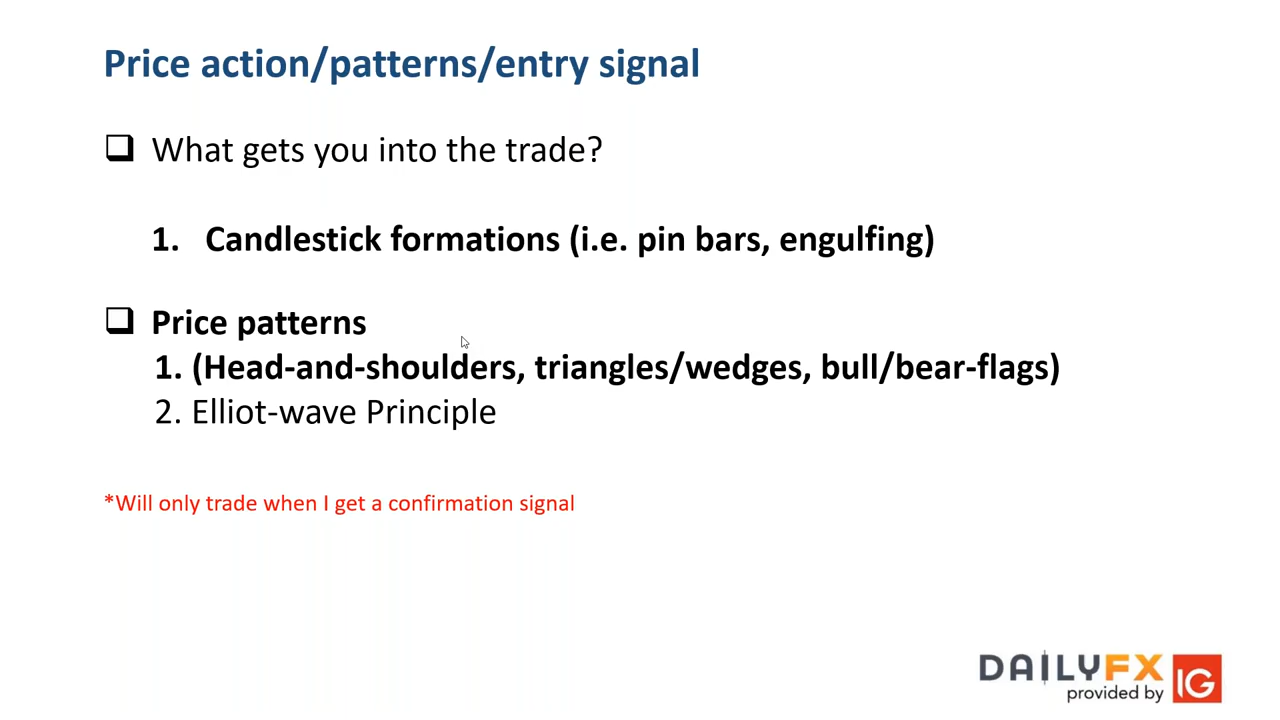 Price action/patterns/entry signal
What gets you into the trade?
1. Candlestick formations (i.e. pin bars, engulfing)
Price patterns
1. (Head-and-shoulders, triangles/wedges, bull/bear-flags)
2. Elliot-wave Principle
*Will only trade when I get a confirmation signal
DAILYFX
provided by IG